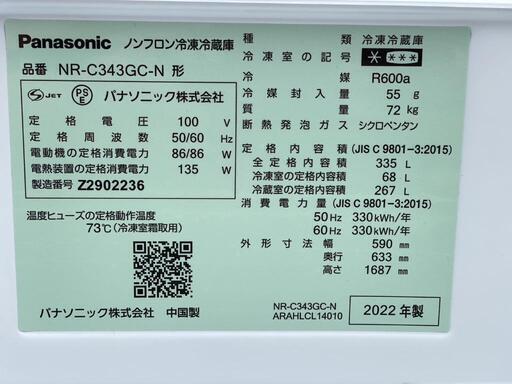 Panasonic ノンフロン冷凍冷蔵庫
品番 NR-C343GC-N 形
S JET PS E パナソニック株式会社
定格電圧 100 V
定格周波数 50/60 Hz
電動機の定格消費電力 86/86 W
電熱装置の定格消費電力 135 W
製造番号 Z2902236
温度ヒューズの定格動作温度
73℃(冷凍室霜取用)
パナソニック株式会社 中国製
種類 冷凍冷蔵庫
冷凍室の記号 ****
冷媒 R600a
冷媒封入量 55 g
質量 72 kg
断熱発泡ガス シクロペンタン
定格内容積 (JIS C 9801-3:2015)
全定格内容積 335 L
冷凍室の定格内容積 68 L
冷蔵室の定格内容積 267 L
消費電力量 (JIS C 9801-3:2015)
50 Hz 330 kWh/年
60 Hz 330 kWh/年
外形寸法 幅 590 mm
奥行 633 mm
高さ 1687 mm
NR-C343GC-N
ARAHLCL14010
2022 年製